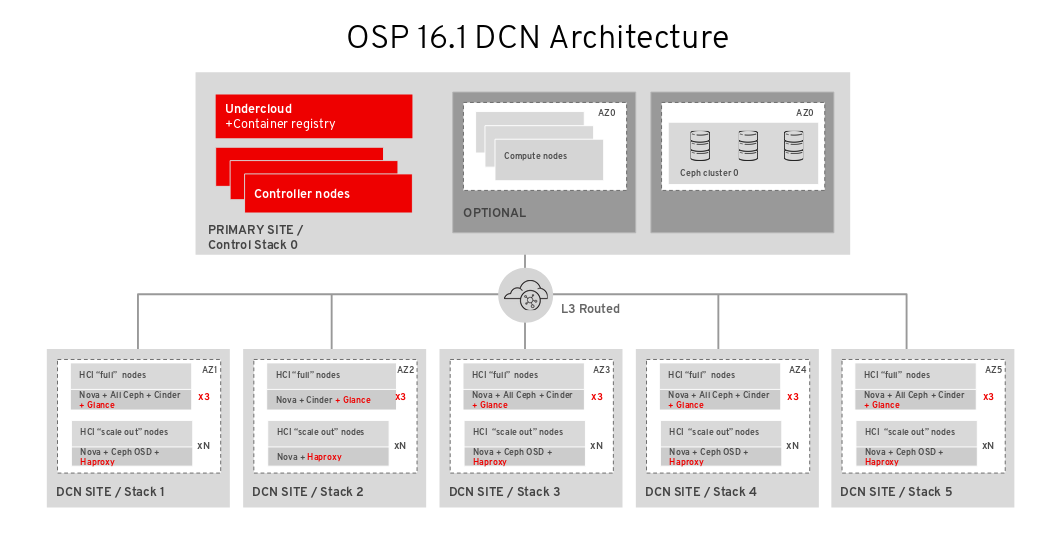 OSP 16.1 DCN Architecture
Undercloud
+Container registry
Controller nodes
PRIMARY SITE /
Control Stack 0
AZ0
Compute nodes
OPTIONAL
AZ0
Ceph cluster 0
L3 Routed
AZ1
HCI “full” nodes
Nova + All Ceph + Cinder
+ Glance
x3
HCI “scale out” nodes
xN
Nova + Ceph OSD +
Haproxy
DCN SITE / Stack 1
AZ2
HCI “full” nodes
Nova + Cinder + Glance
x3
HCI “scale out” nodes
xN
Nova + Haproxy
DCN SITE / Stack 2
AZ3
HCI “full” nodes
Nova + All Ceph + Cinder
+ Glance
x3
HCI “scale out” nodes
xN
Nova + Ceph OSD +
Haproxy
DCN SITE / Stack 3
AZ4
HCI “full” nodes
Nova + All Ceph + Cinder
+ Glance
x3
HCI “scale out” nodes
xN
Nova + Ceph OSD +
Haproxy
DCN SITE / Stack 4
AZ5
HCI “full” nodes
Nova + All Ceph + Cinder
+ Glance
x3
HCI “scale out” nodes
xN
Nova + Ceph OSD +
Haproxy
DCN SITE / Stack 5